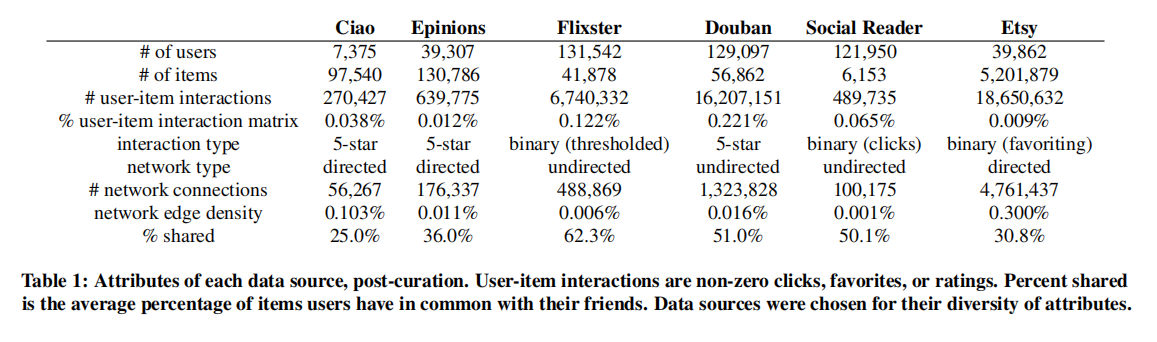 Ciao Epinions Flixster Douban Social Reader Etsy
# of users 7,375 39,307 131,542 129,097 121,950 39,862
# of items 97,540 130,786 41,878 56,862 6,153 5,201,879
# user-item interactions 270,427 639,775 6,740,332 16,207,151 489,735 18,650,632
% user-item interaction matrix 0.038% 0.012% 0.122% 0.221% 0.065% 0.009%
interaction type 5-star 5-star binary (thresholded) 5-star binary (clicks) binary (favoriting)
network type directed directed undirected undirected undirected directed
# network connections 56,267 176,337 488,869 1,323,828 100,175 4,761,437
network edge density 0.103% 0.011% 0.006% 0.016% 0.001% 0.300%
% shared 25.0% 36.0% 62.3% 51.0% 50.1% 30.8%
Table 1: Attributes of each data source, post-curation. User-item interactions are non-zero clicks, favorites, or ratings. Percent shared
is the average percentage of items users have in common with their friends. Data sources were chosen for their diversity of attributes.